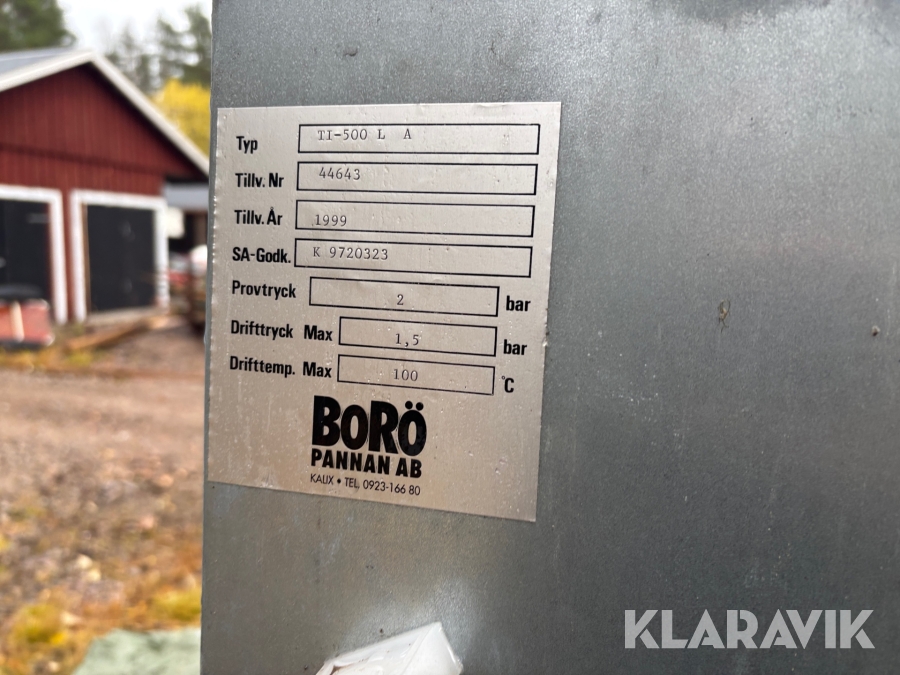 Typ TI-500 L A
Tillv. Nr 44643
Tillv. År 1999
SA-Godk. K 9720323
Provtryck 2 bar
Drifttryck Max 1,5 bar
Drifttemp. Max 100 °C
BORÖ
PANNAN AB
KALIX • TEL. 0923-166 80
KLARAVIK